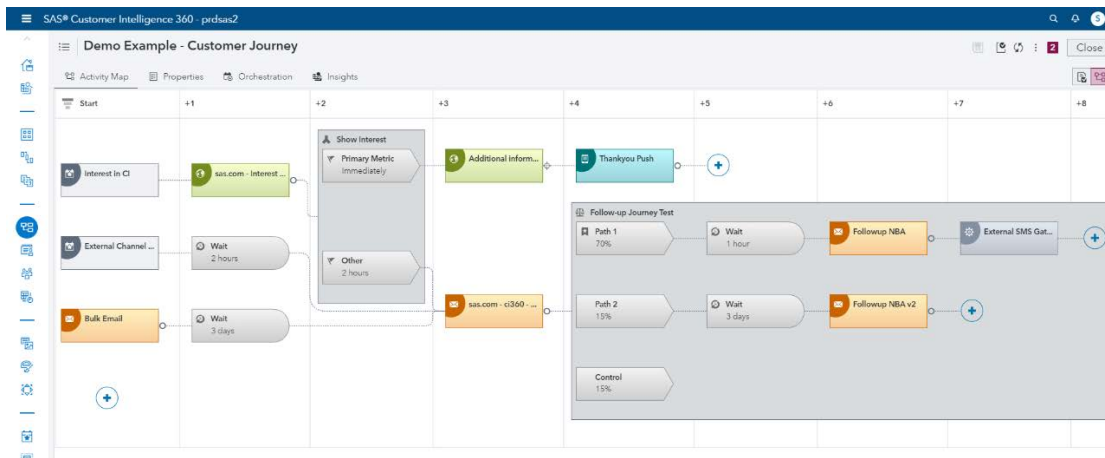 SAS® Customer Intelligence 360 - prdsas2
S
Demo Example - Customer Journey
2
Close
Activity Map
Properties
Orchestration
Insights
Start
+1
+2
+3
+4
+5
+6
+7
+8
Show Interest
Primary Metric
Immediately
Additional inform...
Thankyou Push
Interest in CI
sas.com - Interest ...
Follow-up Journey Test
Path 1
70%
Wait
1 hour
Followup NBA
External SMS Gat...
External Channel ...
Wait
2 hours
Other
2 hours
Bulk Email
Wait
3 days
sas.com - ci360 - ...
Path 2
15%
Wait
3 days
Followup NBA v2
Control
15%